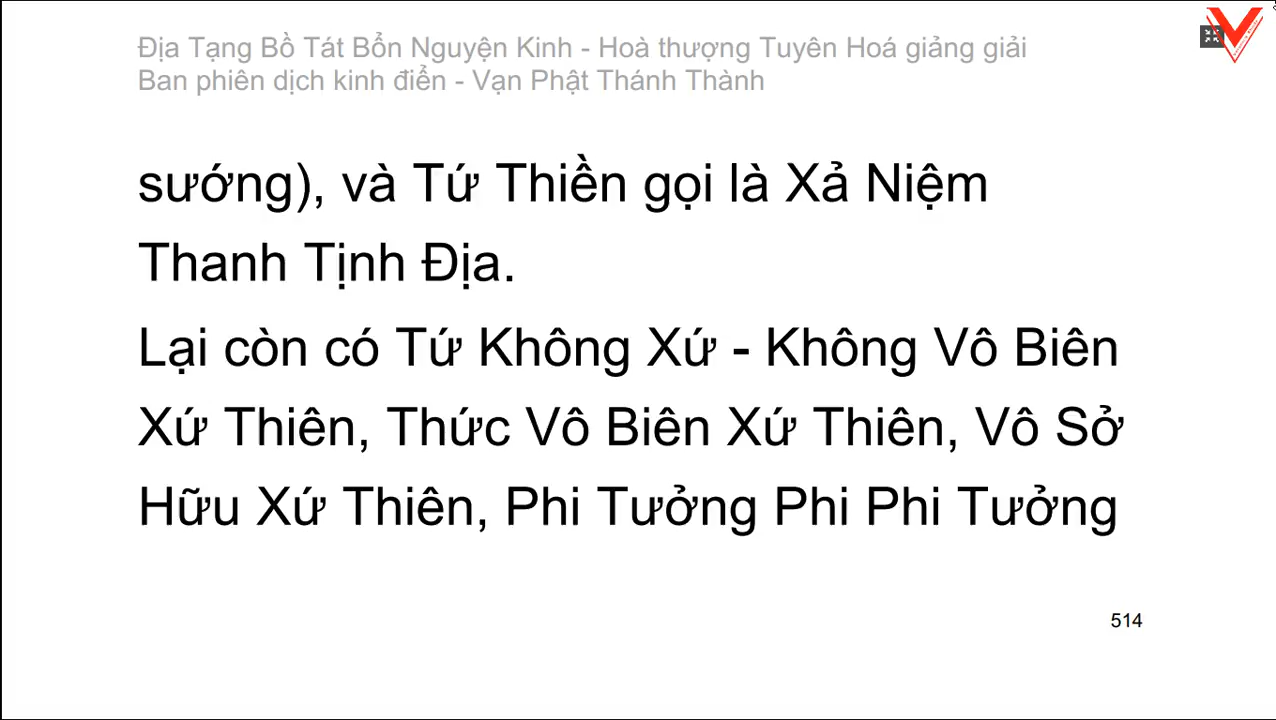 Địa Tạng Bồ Tát Bổn Nguyện Kinh - Hoà thượng Tuyên Hoá giảng giải
Ban phiên dịch kinh điển - Vạn Phật Thánh Thành
sướng), và Tứ Thiền gọi là Xả Niệm
Thanh Tịnh Địa.
Lại còn có Tứ Không Xứ - Không Vô Biên
Xứ Thiên, Thức Vô Biên Xứ Thiên, Vô Sở
Hữu Xứ Thiên, Phi Tưởng Phi Phi Tưởng
514